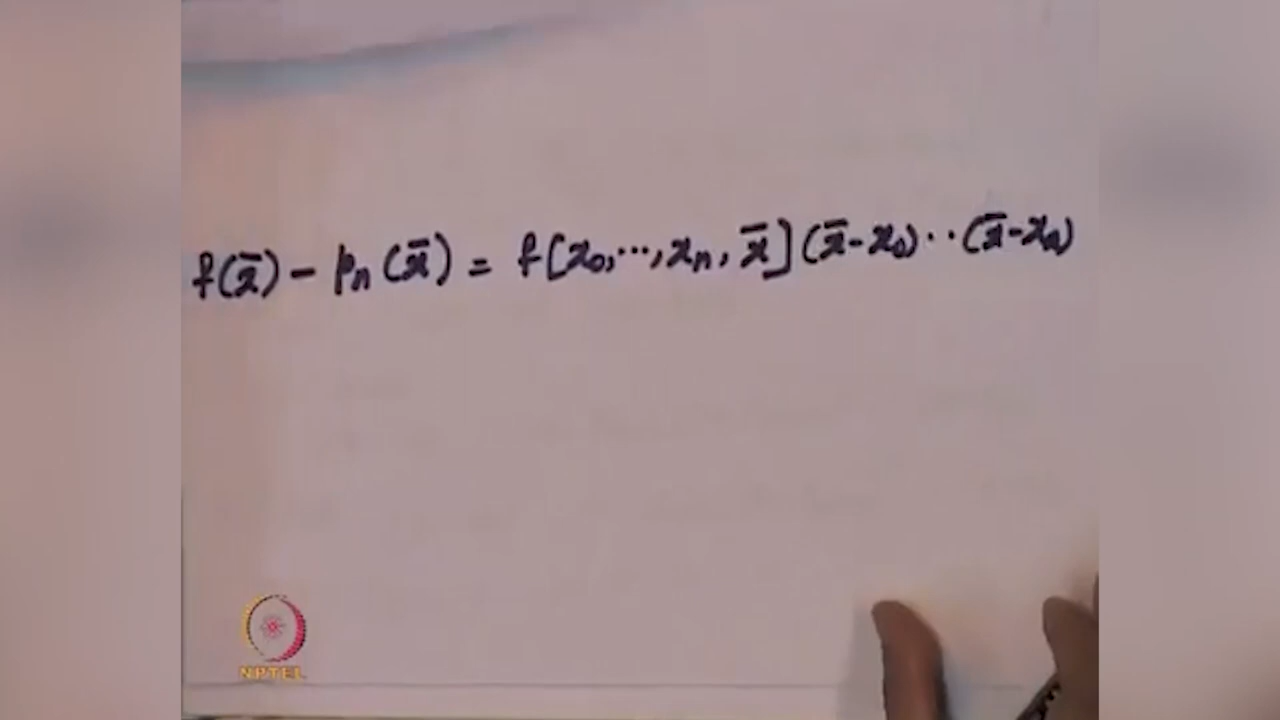 f(x̄) - pₙ(x̄) = f[x₀,⋯,xₙ, x̄](x̄-x₀)⋅⋅(x̄-xₙ)
NPTEL